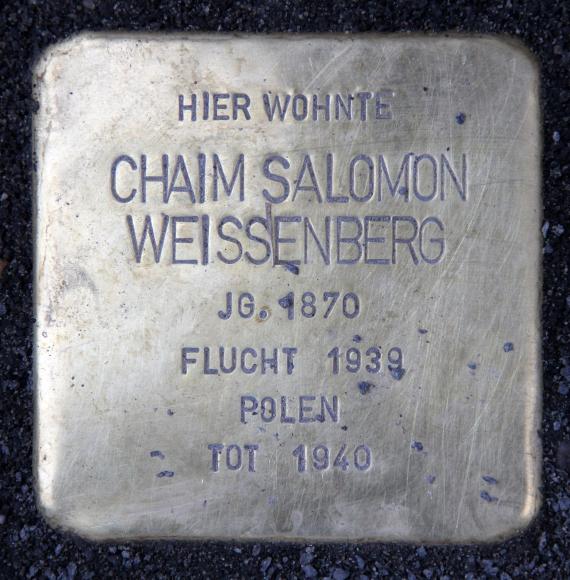 HIER WOHNTE
CHAIM SALOMON
WEISSENBERG
JG. 1870
FLUCHT 1939
POLEN
TOT 1940